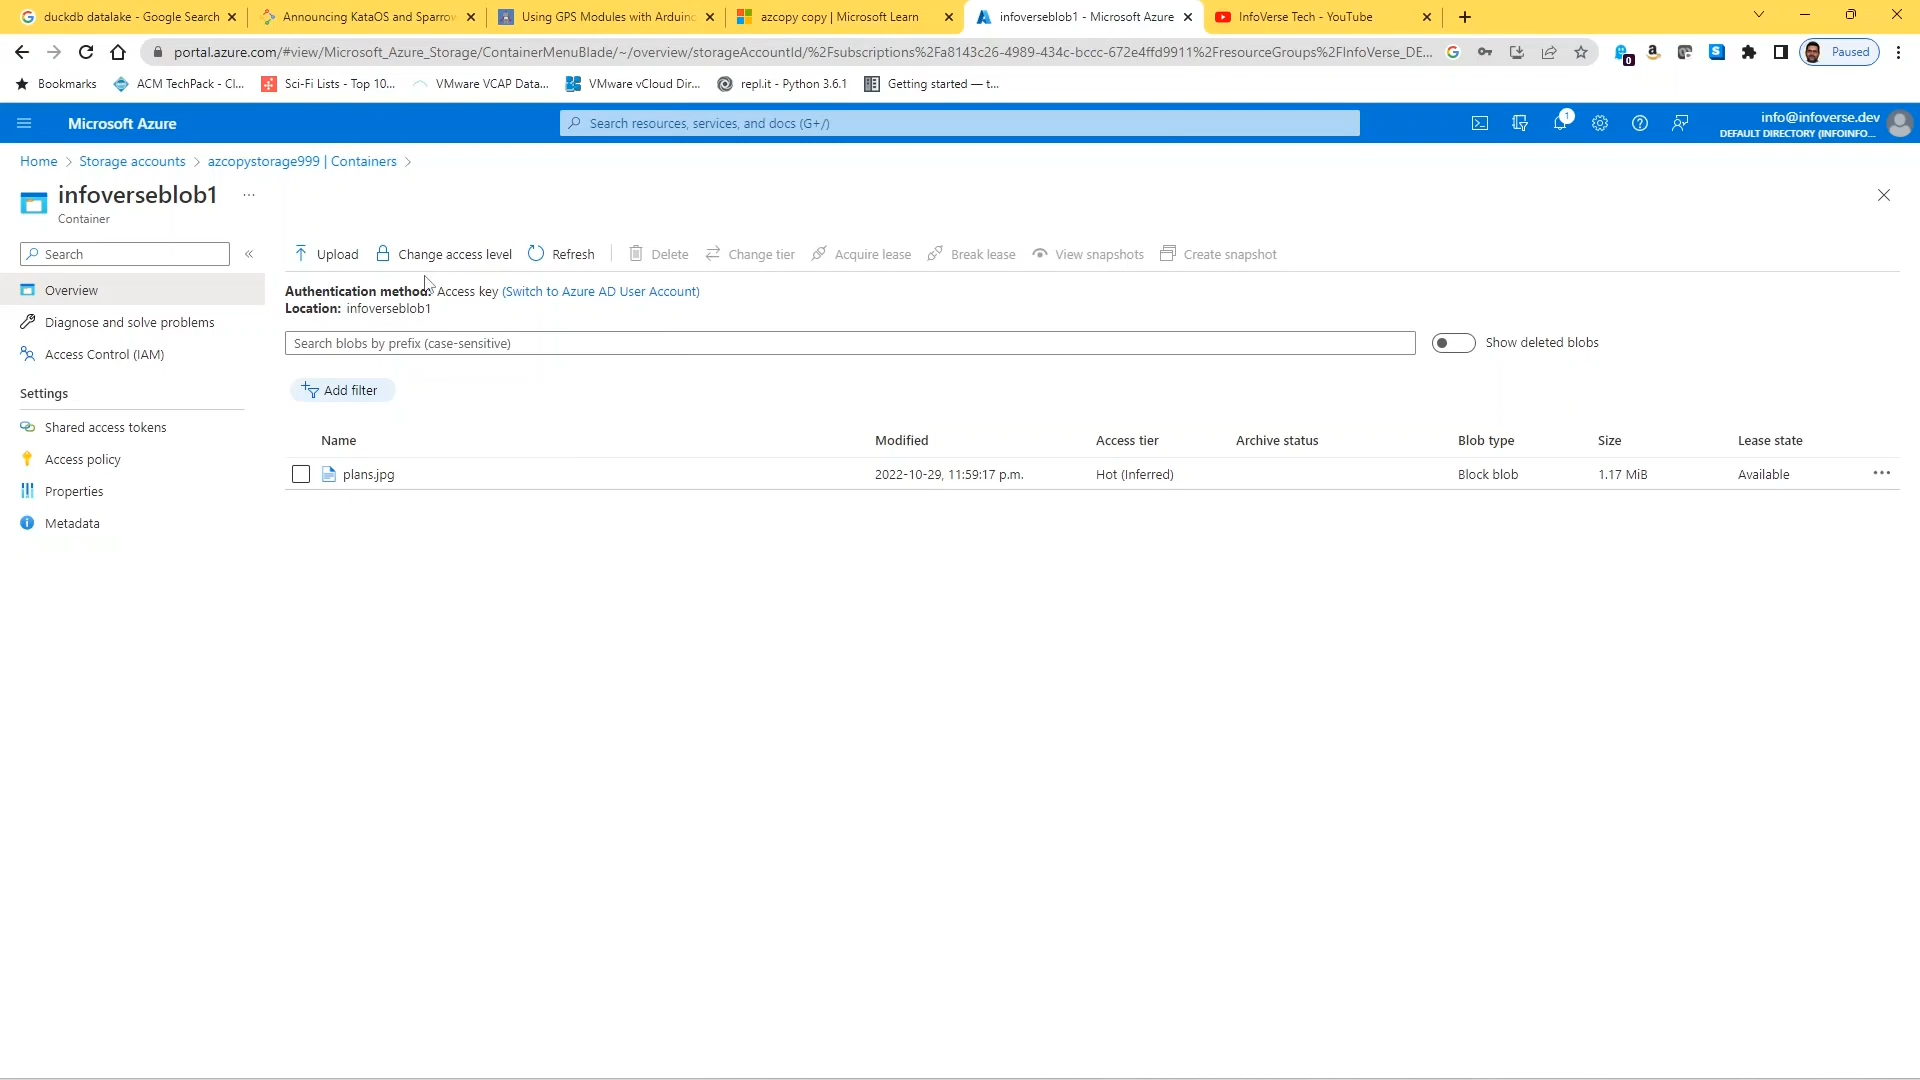 duckdb datalake - Google Search
Announcing KataOS and Sparrow
Using GPS Modules with Arduino
azcopy copy | Microsoft Learn
infoverseblob1 - Microsoft Azure
InfoVerse Tech - YouTube
portal.azure.com/#view/Microsoft_Azure_Storage/ContainerMenuBlade/~/overview/storageAccountId/%2Fsubscriptions%2Fa8143c26-4989-434c-bccc-672e4ffd9911%2FresourceGroups%2FInfoVerse_DE...
0
Paused
Bookmarks
ACM TechPack - Cl...
Sci-Fi Lists - Top 10...
VMware VCAP Data...
VMware vCloud Dir...
repl.it - Python 3.6.1
Getting started — t...
Microsoft Azure
Search resources, services, and docs (G+/)
1
info@infoverse.dev
DEFAULT DIRECTORY (INFOINFO...
Home > Storage accounts > azcopystorage999 | Containers >
infoverseblob1
...
Container
Search
«
Overview
Diagnose and solve problems
Access Control (IAM)
Settings
Shared access tokens
Access policy
Properties
Metadata
Upload
Change access level
Refresh
Delete
Change tier
Acquire lease
Break lease
View snapshots
Create snapshot
Authentication method: Access key (Switch to Azure AD User Account)
Location: infoverseblob1
Search blobs by prefix (case-sensitive)
Show deleted blobs
Add filter
Name Modified Access tier Archive status Blob type Size Lease state
plans.jpg 2022-10-29, 11:59:17 p.m. Hot (Inferred) Block blob 1.17 MiB Available ...